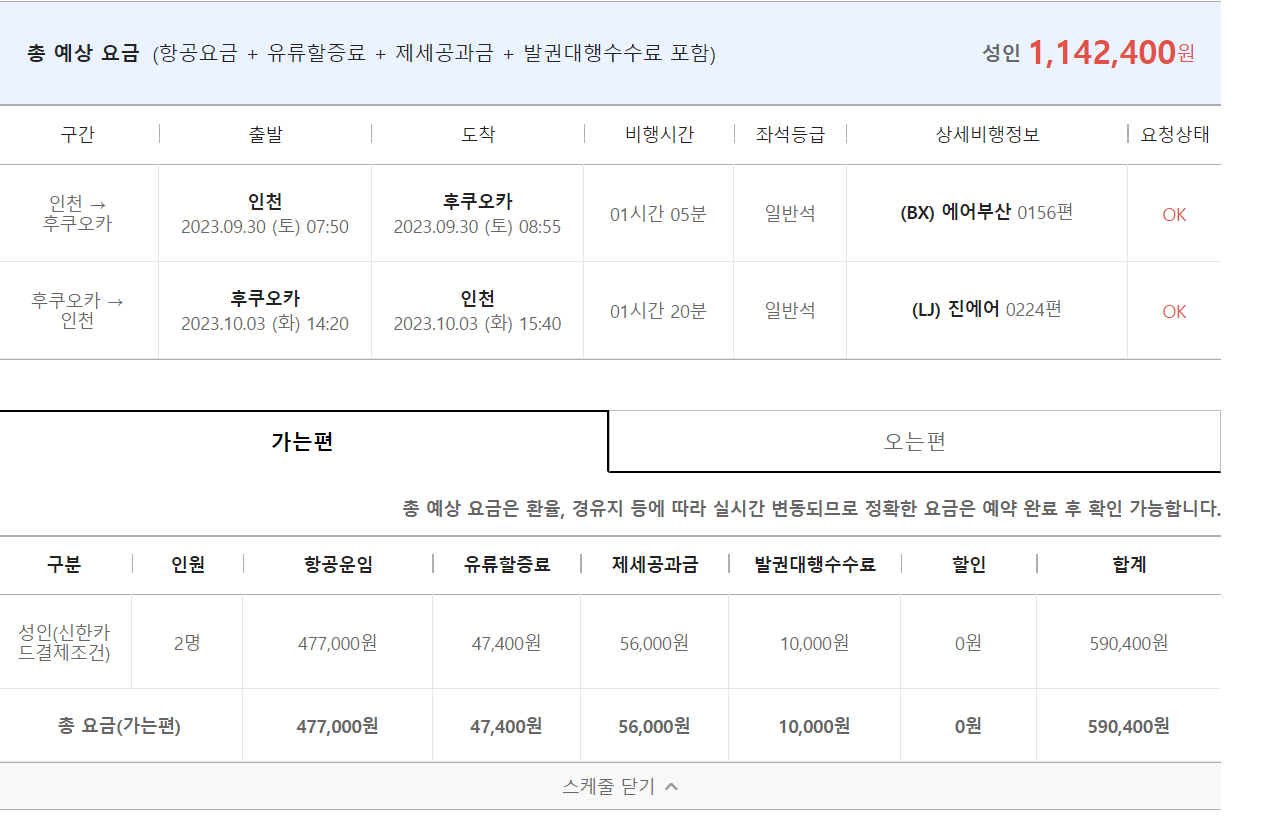 총 예상 요금 (항공요금 + 유류할증료 + 제세공과금 + 발권대행수수료 포함) 성인 1,142,400원
구간 출발 도착 비행시간 좌석등급 상세비행정보 요청상태
인천 → 후쿠오카
인천
2023.09.30 (토) 07:50
후쿠오카
2023.09.30 (토) 08:55
01시간 05분
일반석
(BX) 에어부산 0156편
OK
후쿠오카 → 인천
후쿠오카
2023.10.03 (화) 14:20
인천
2023.10.03 (화) 15:40
01시간 20분
일반석
(LJ) 진에어 0224편
OK
가는편 오는편
총 예상 요금은 환율, 경유지 등에 따라 실시간 변동되므로 정확한 요금은 예약 완료 후 확인 가능합니다.
구분 인원 항공운임 유류할증료 제세공과금 발권대행수수료 할인 합계
성인(신한카
드결제조건)
2명 477,000원 47,400원 56,000원 10,000원 0원 590,400원
총 요금(가는편) 477,000원 47,400원 56,000원 10,000원 0원 590,400원
스케줄 닫기